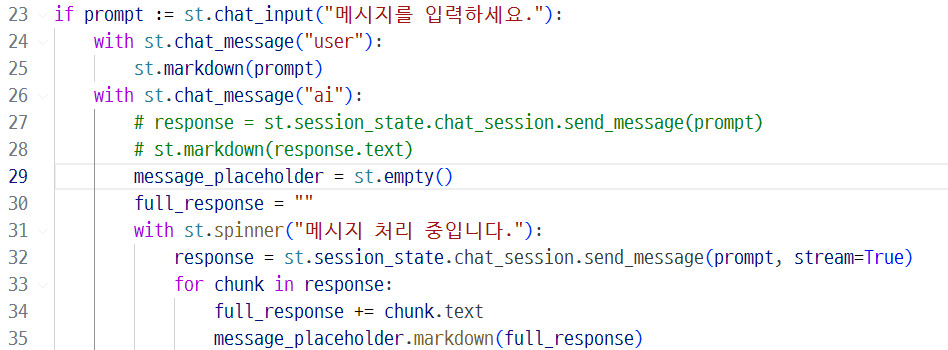 23 if prompt := st.chat_input("메시지를 입력하세요."):
24     with st.chat_message("user"):
25         st.markdown(prompt)
26     with st.chat_message("ai"):
27         # response = st.session_state.chat_session.send_message(prompt)
28         # st.markdown(response.text)
29         message_placeholder = st.empty()
30         full_response = ""
31         with st.spinner("메시지 처리 중입니다."):
32             response = st.session_state.chat_session.send_message(prompt, stream=True)
33             for chunk in response:
34                 full_response += chunk.text
35                 message_placeholder.markdown(full_response)